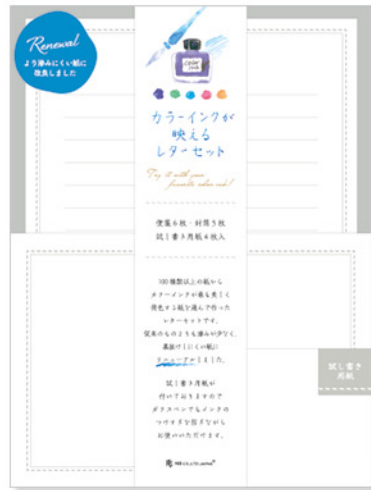 Renewal
より滲みにくい紙に
改良しました
color
ink
カラーインクが
映える
レターセット
Try it with your
favorite color ink!
便箋6枚・封筒3枚
試し書き用紙4枚入
100種類以上の紙から
カラーインクが最も美しく
発色する紙を選んで作った
レターセットです。
従来のものよりも滲みが少なく、
裏抜けしにくい紙に
リニューアルしました。
試し書き用紙が
付いておりますので
ガラスペンでもインクの
つけすぎを防ぎながら
お使いいただけます。
試し書き
用紙